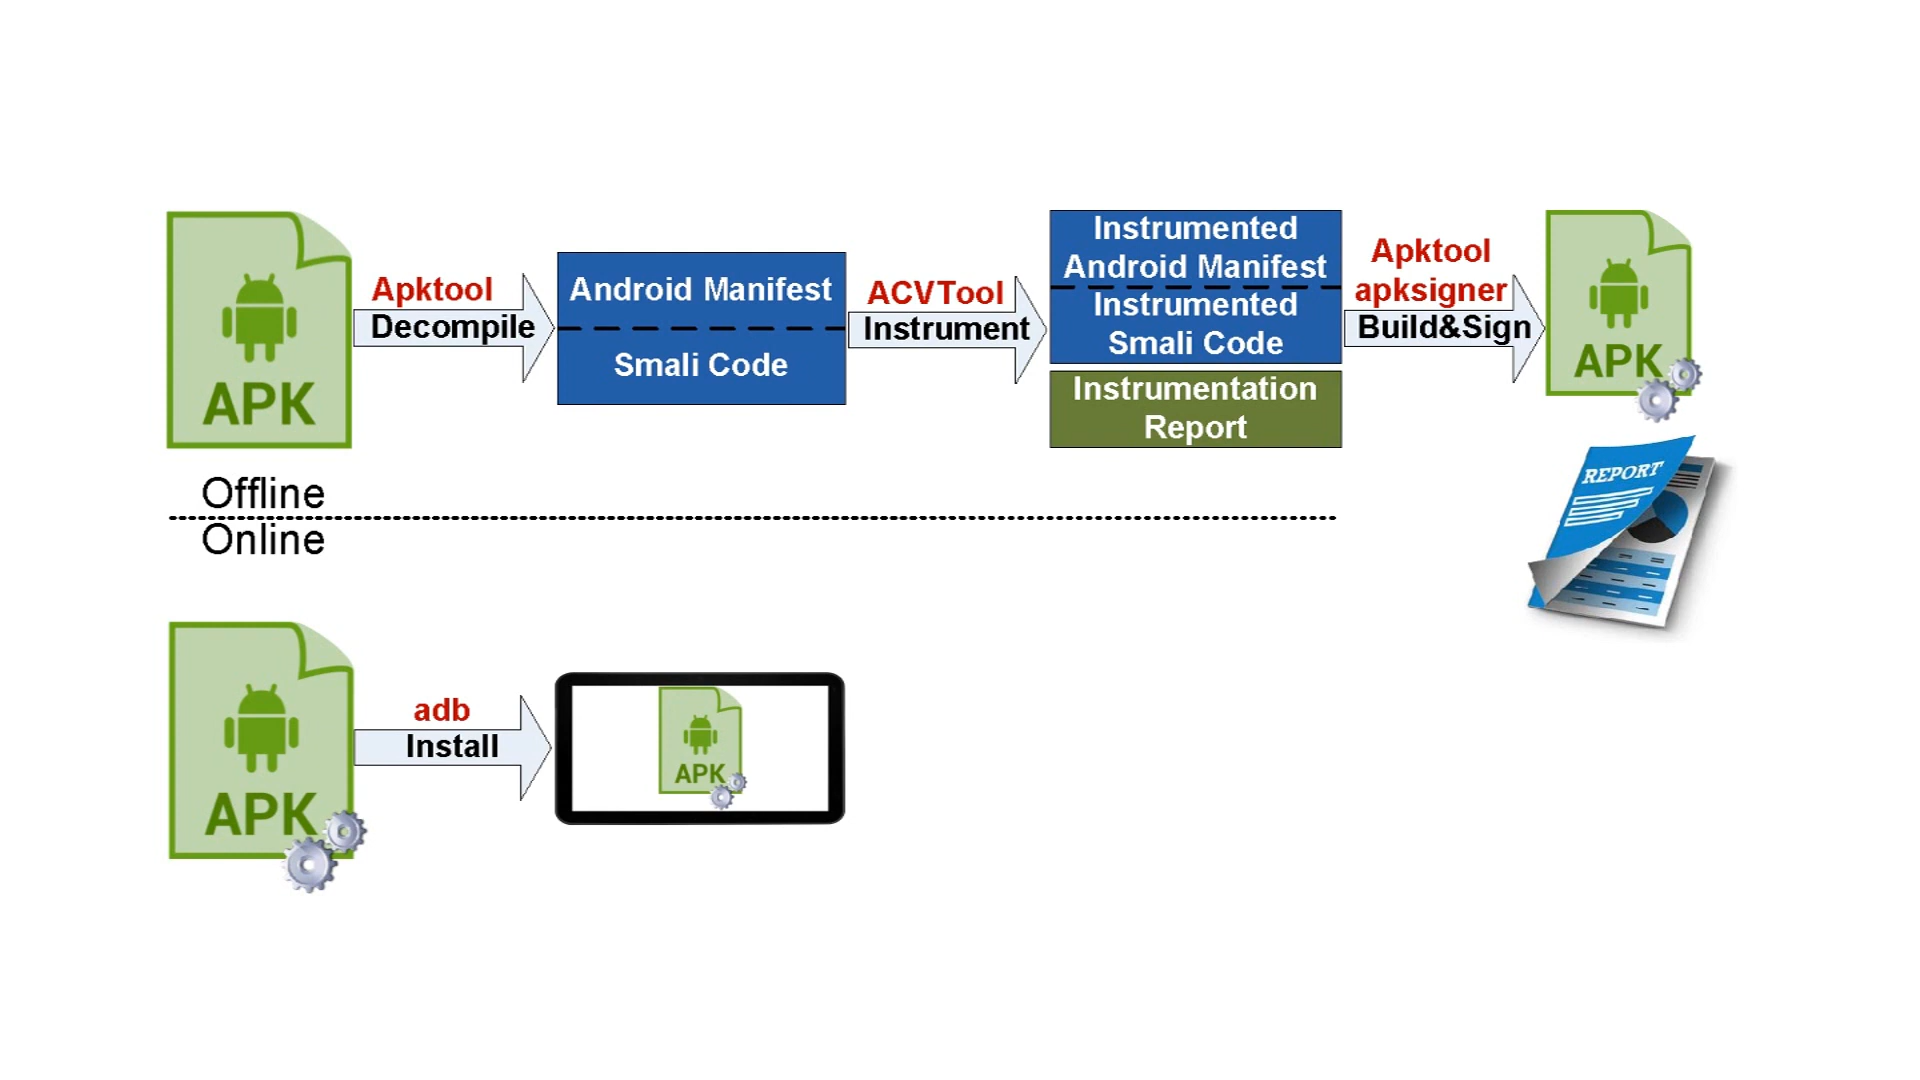 APK
Apktool
Decompile
Android Manifest
Smali Code
ACVTool
Instrument
Instrumented
Android Manifest
Instrumented
Smali Code
Instrumentation
Report
Apktool
apksigner
Build&Sign
APK
REPORT
Offline
Online
APK
adb
Install
APK